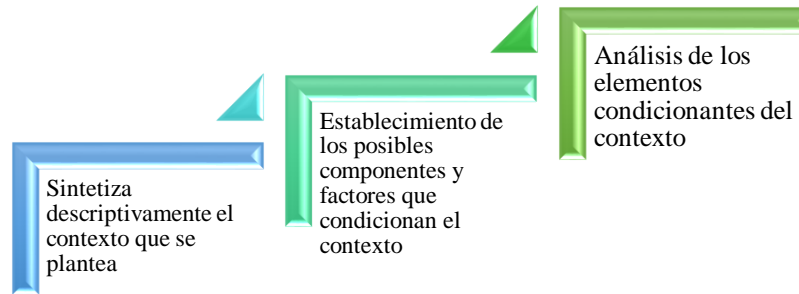 Sintetiza
descriptivamente el
contexto que se
plantea
Establecimiento de
los posibles
componentes y
factores que
condicionan el
contexto
Análisis de los
elementos
condicionantes del
contexto